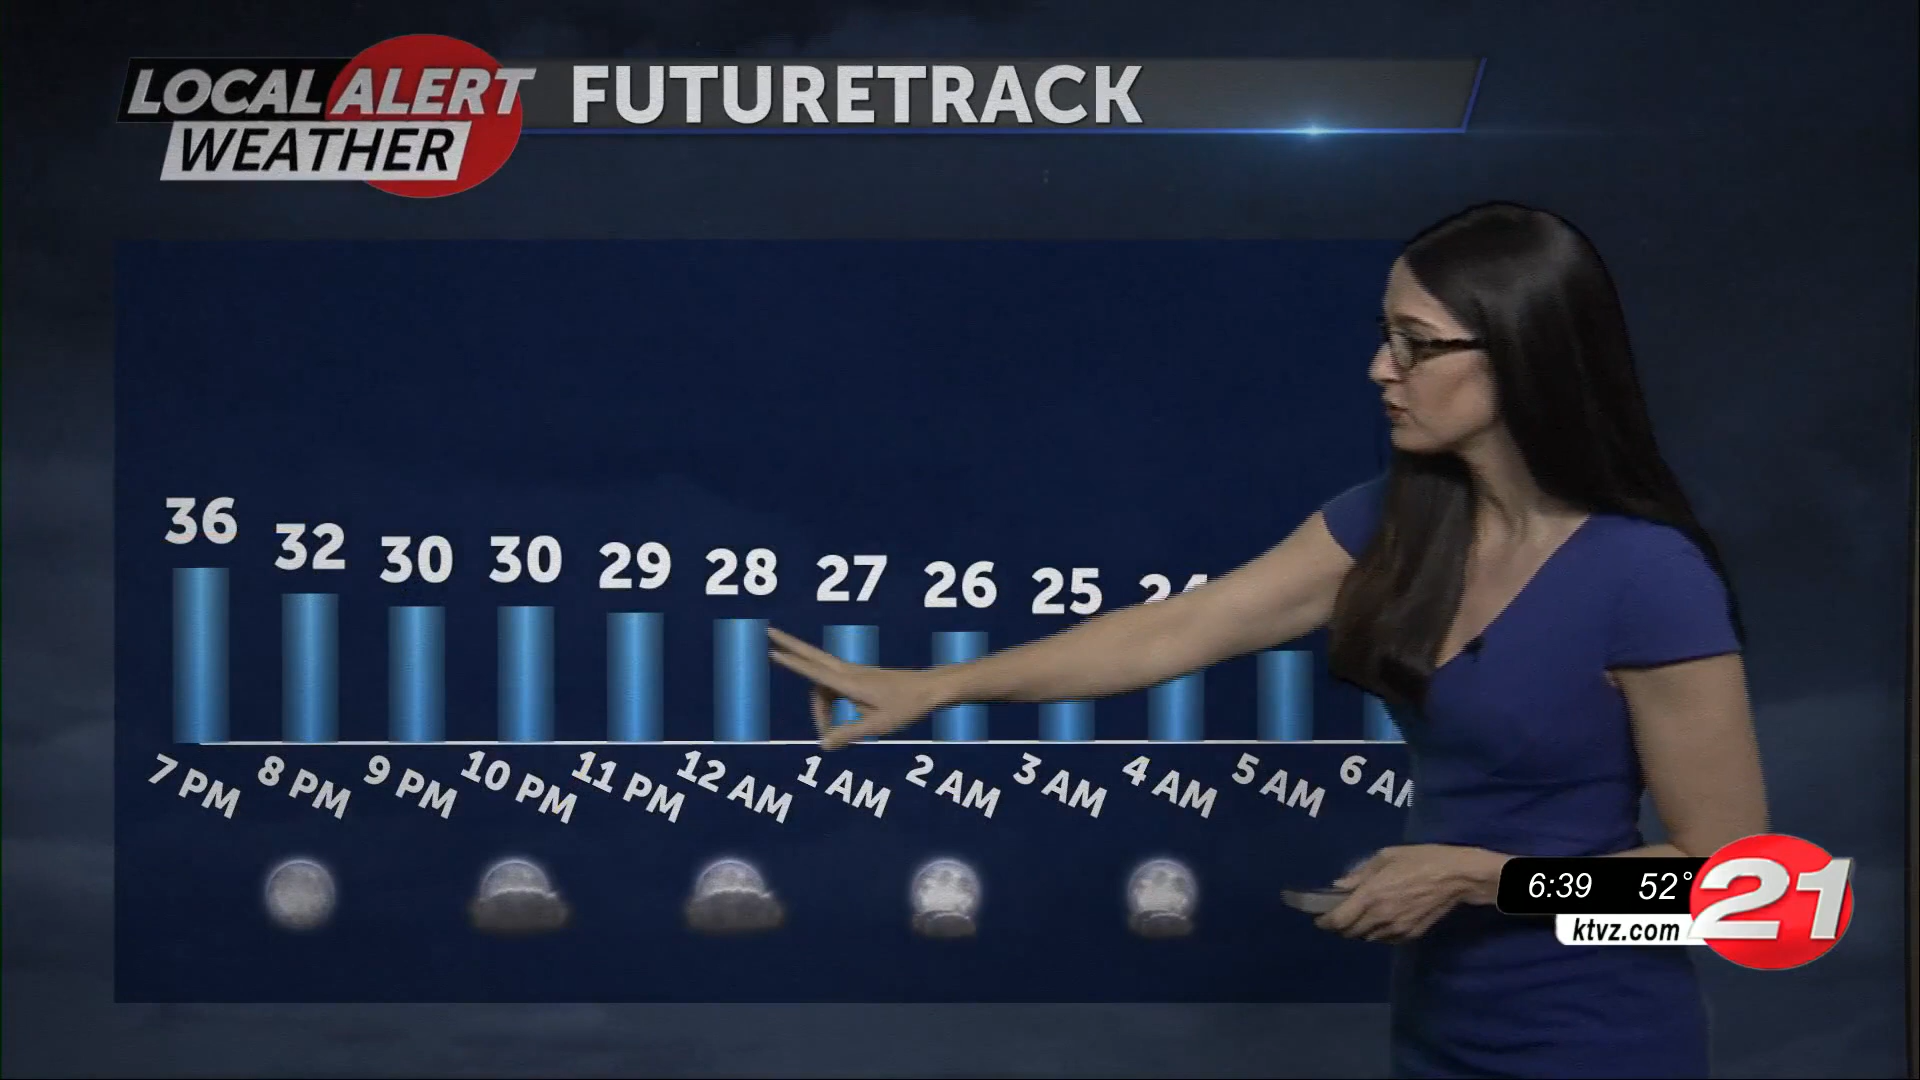 LOCAL ALERT
WEATHER
FUTURETRACK
36 32 30 30 29 28 27 26 25
7 PM 8 PM 9 PM 10 PM 11 PM 12 AM 1 AM 2 AM 3 AM 4 AM 5 AM 6
6:39 52°
21
ktvz.com